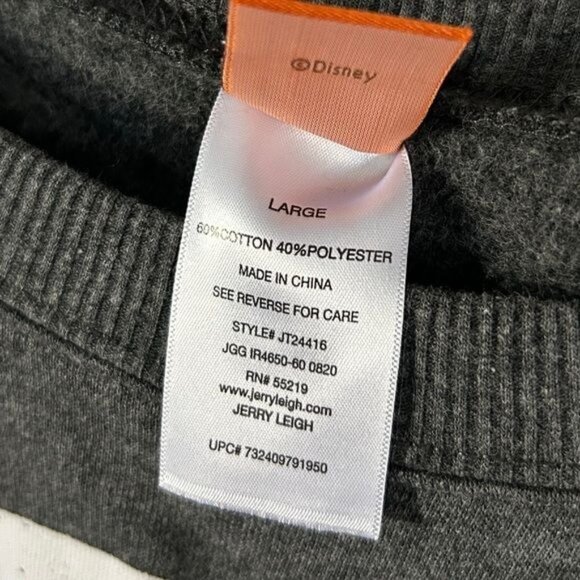 ©Disney
LARGE
60%COTTON 40%POLYESTER
MADE IN CHINA
SEE REVERSE FOR CARE
STYLE# JT24416
JGG IR4650-60 0820
RN# 55219
www.jerryleigh.com
JERRY LEIGH
UPC# 732409791950